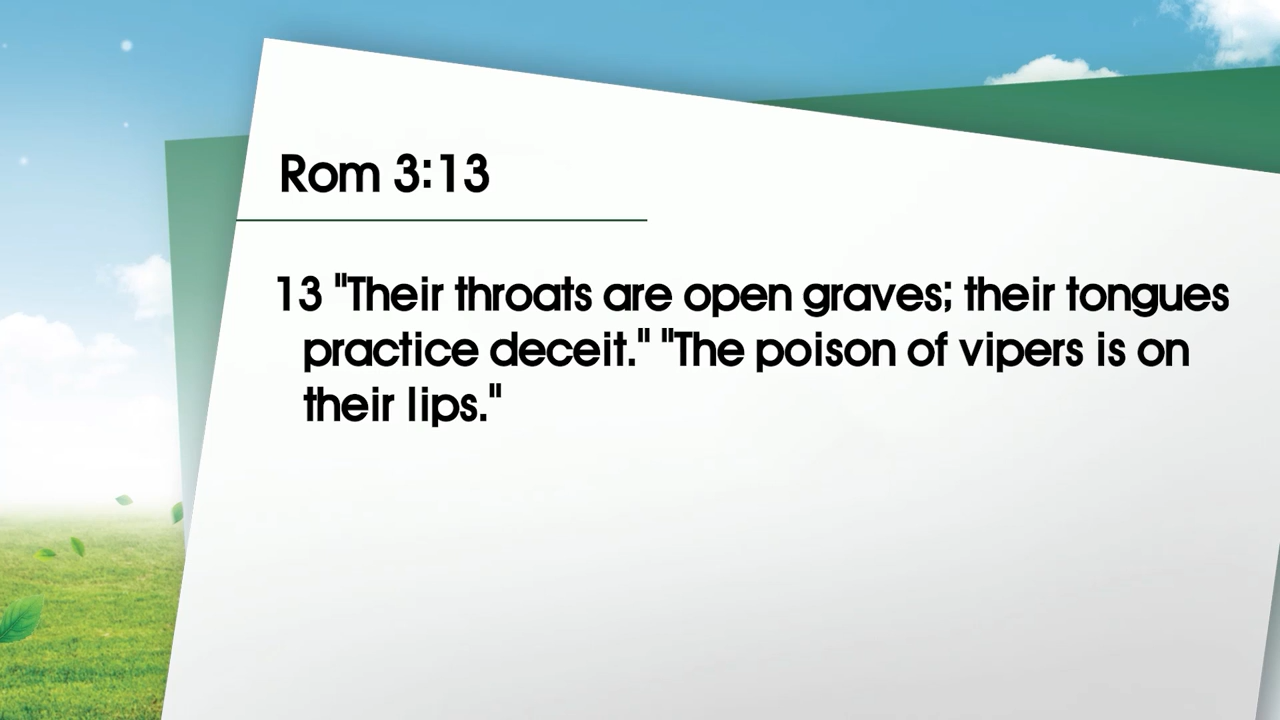 Rom 3:13
13 "Their throats are open graves; their tongues
practice deceit." "The poison of vipers is on
their lips."